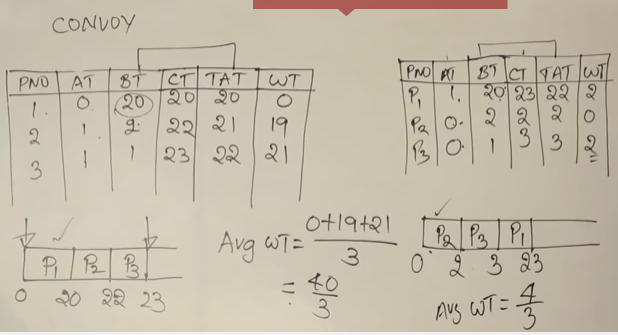 CONVOY
PNO AT BT CT TAT WT
1. 0. 20 20 20 0
2 1. 2. 22 21 19
3 1 1 23 22 21
P1 P2 P3
0 20 22 23
Avg WT = 0+19+21
3
= 40
3
PNO AT BT CT TAT WT
P1 1. 20 23 22 2
P2 0. 2 2 2 0
P3 0. 1 3 3 2
P2 P3 P1
0 2 3 23
Avg WT = 4
3